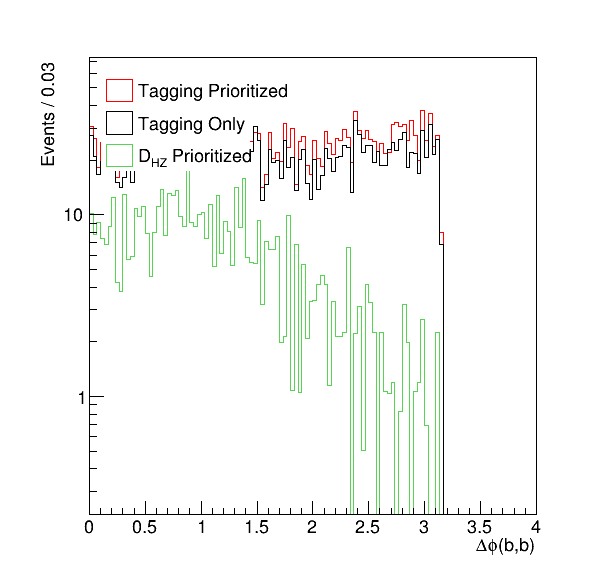 Events / 0.03
Tagging Prioritized
Tagging Only
D_HZ Prioritized
10
1
0 0.5 1 1.5 2 2.5 3 3.5 4
Δϕ(b,b)